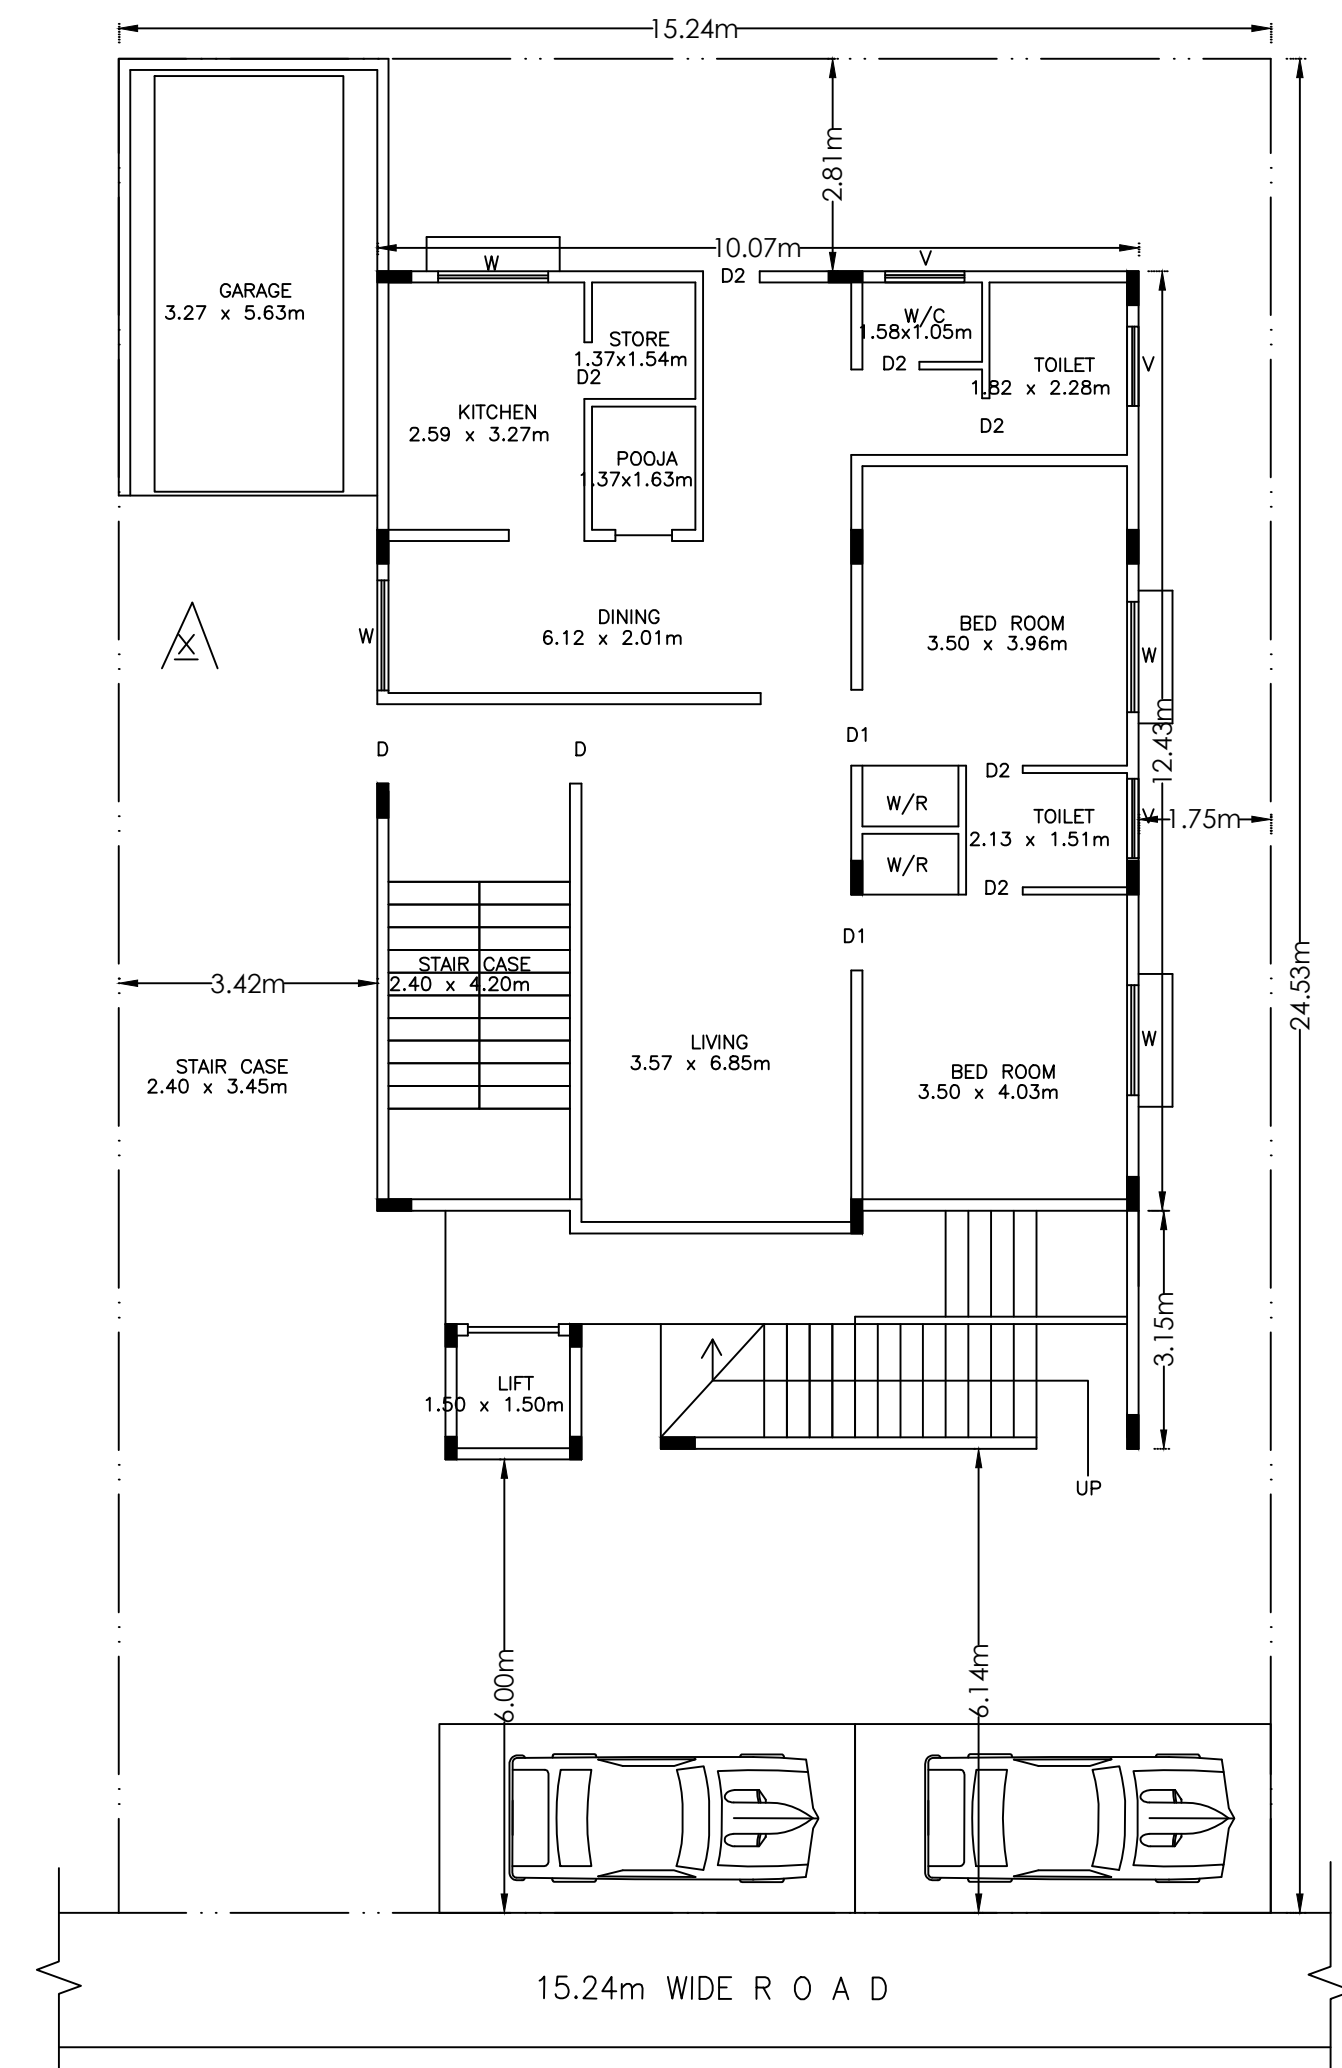 15.24m
2.81m
10.07m
W
V
D2
GARAGE
3.27 x 5.63m
W/C
1.58x1.05m
STORE
1.37x1.54m
D2
D2
TOILET
1.82 x 2.28m
V
KITCHEN
2.59 x 3.27m
D2
POOJA
1.37x1.63m
DINING
6.12 x 2.01m
BED ROOM
3.50 x 3.96m
X
W
W
D
D
D1
12.43m
D2
W/R
TOILET
2.13 x 1.51m
V
1.75m
W/R
D2
D1
STAIR CASE
2.40 x 4.20m
3.42m
24.53m
LIVING
3.57 x 6.85m
W
STAIR CASE
2.40 x 3.45m
BED ROOM
3.50 x 4.03m
3.15m
LIFT
1.50 x 1.50m
UP
6.00m
6.14m
15.24m WIDE R O A D